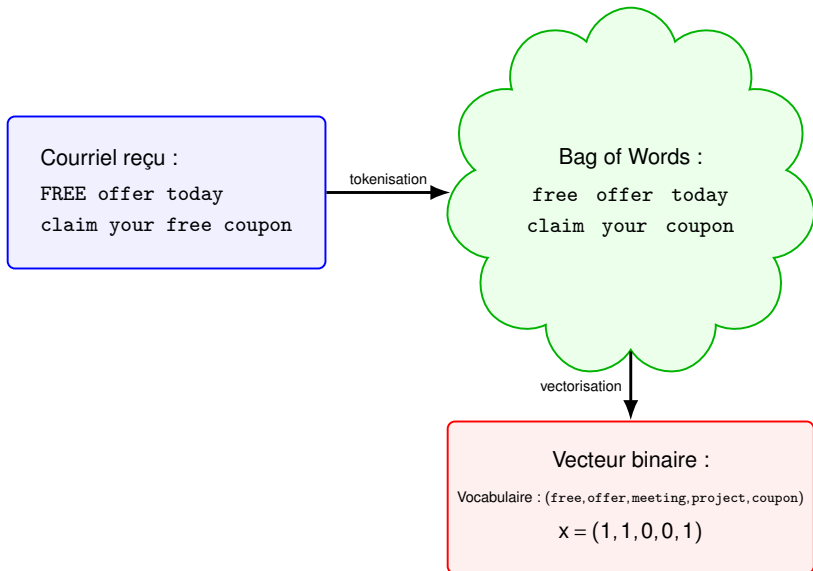 Courriel reçu :
FREE offer today
claim your free coupon
tokenisation
Bag of Words :
free offer today
claim your coupon
vectorisation
Vecteur binaire :
Vocabulaire : (free,offer,meeting,project,coupon)
x = (1, 1, 0, 0, 1)